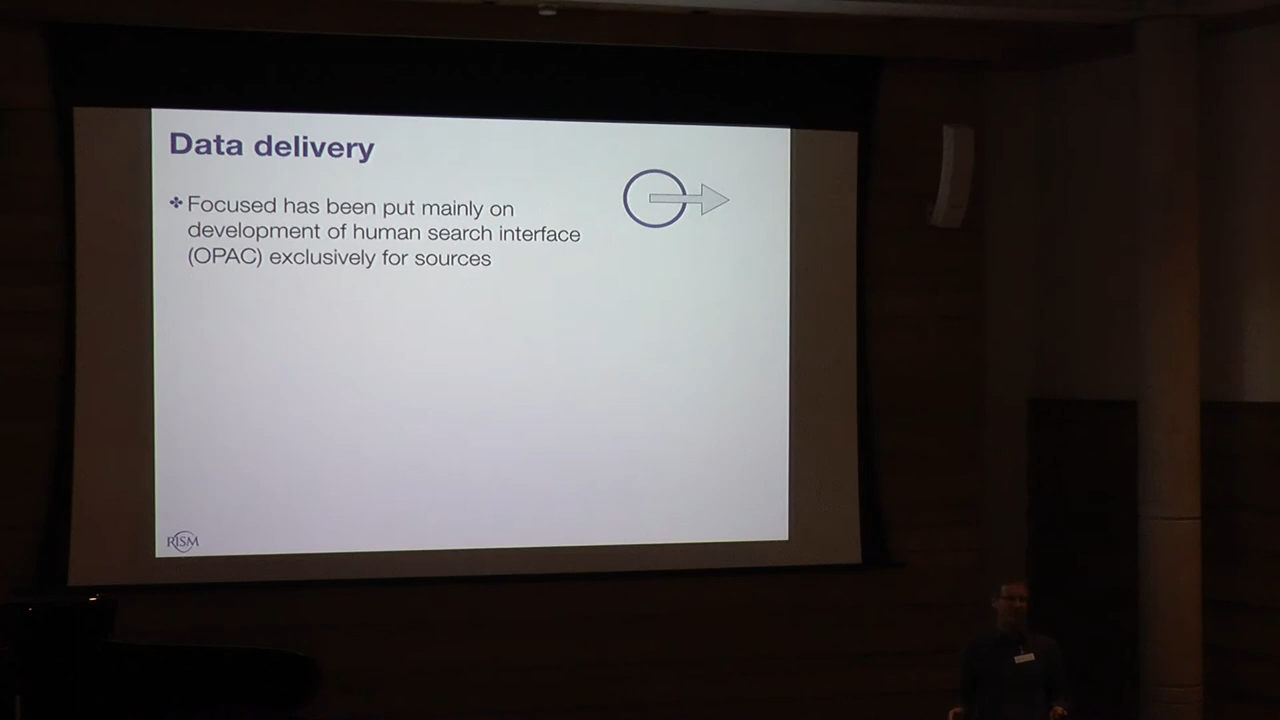 Data delivery
Focused has been put mainly on
development of human search interface
(OPAC) exclusively for sources
RISM